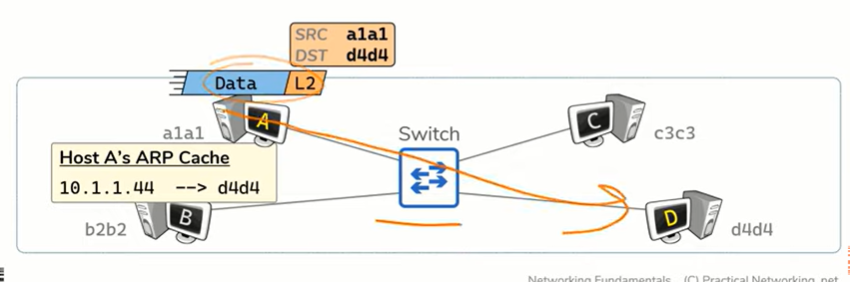 SRC a1a1
DST d4d4
Data L2
A
a1a1
Switch
C
c3c3
Host A's ARP Cache
10.1.1.44 --> d4d4
B
b2b2
D
d4d4
Networking Fundamentals (C) Practical Networking .net